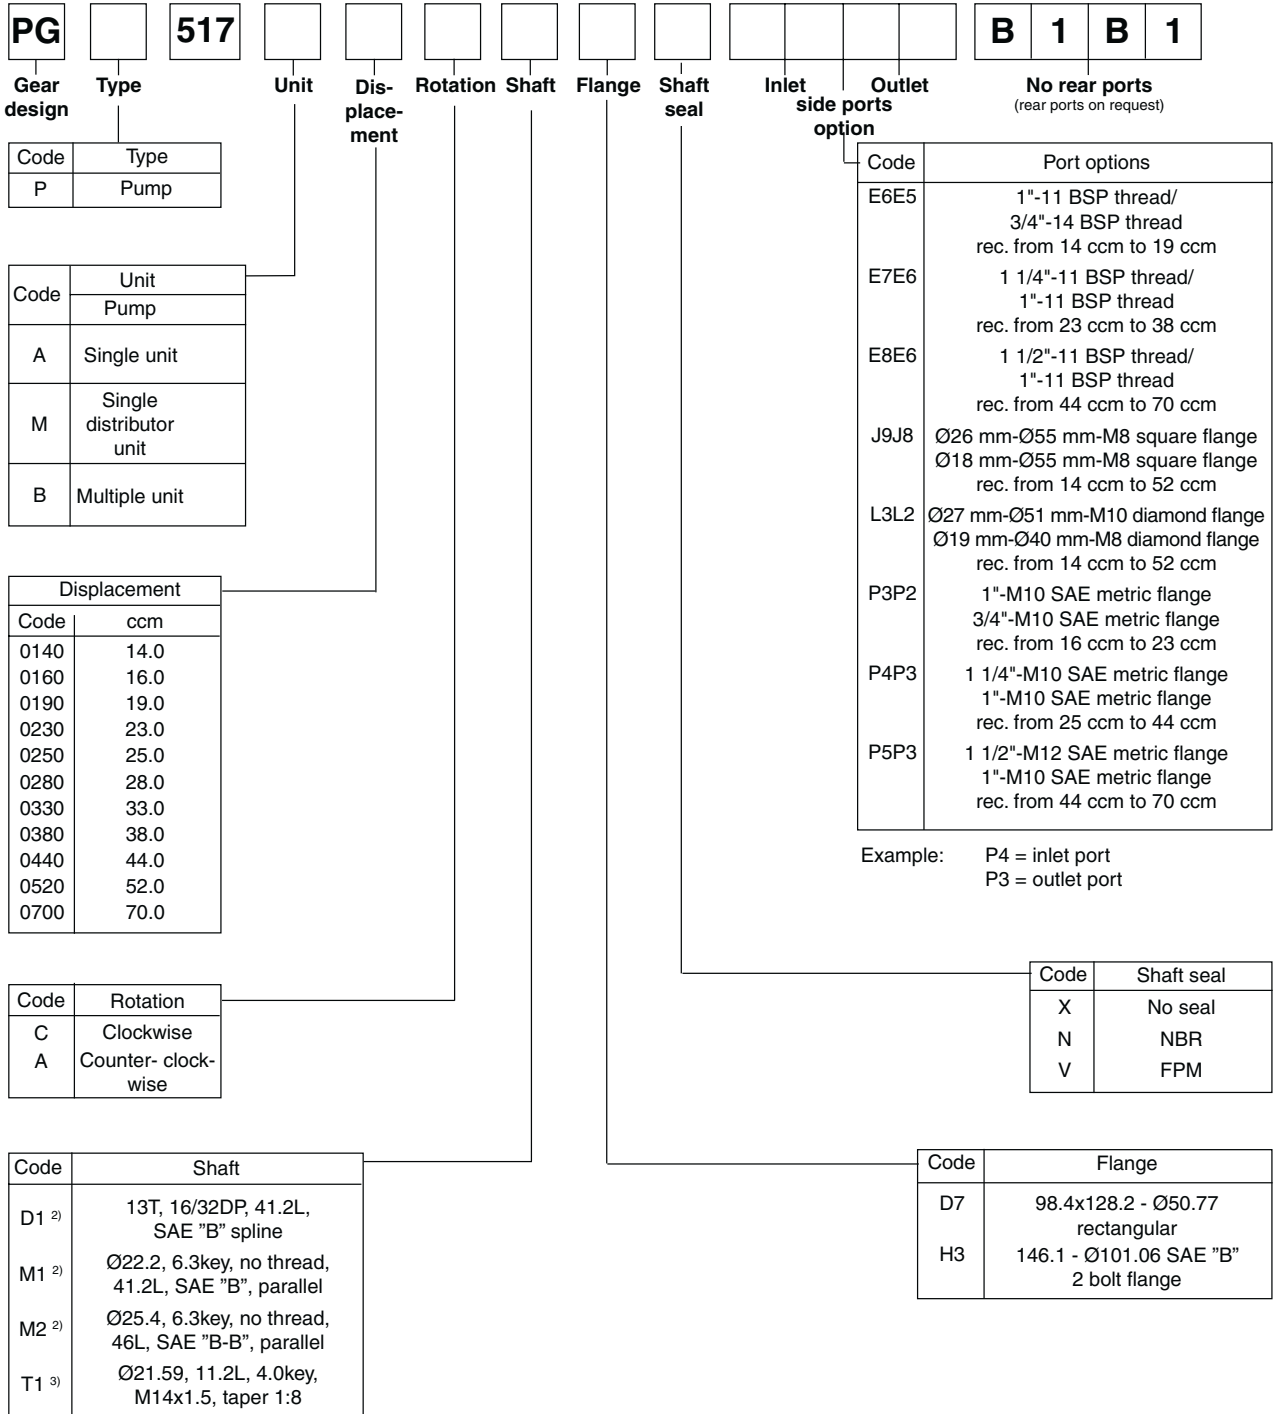 PG 517 B 1 B 1
Gear design
Type
Unit
Dis-
place-
ment
Rotation
Shaft
Flange
Shaft seal
Inlet
Outlet
side ports
option
No rear ports
(rear ports on request)
Code Type
P Pump
Code Unit
Pump
A Single unit
M Single
distributor
unit
B Multiple unit
Displacement
Code ccm
0140 14.0
0160 16.0
0190 19.0
0230 23.0
0250 25.0
0280 28.0
0330 33.0
0380 38.0
0440 44.0
0520 52.0
0700 70.0
Code Rotation
C Clockwise
A Counter- clock-
wise
Code Shaft
D1 2) 13T, 16/32DP, 41.2L,
SAE ”B” spline
M1 2) Ø22.2, 6.3key, no thread,
41.2L, SAE ”B”, parallel
M2 2) Ø25.4, 6.3key, no thread,
46L, SAE ”B-B”, parallel
T1 3) Ø21.59, 11.2L, 4.0key,
M14x1.5, taper 1:8
Code Port options
E6E5 1"-11 BSP thread/
3/4"-14 BSP thread
rec. from 14 ccm to 19 ccm
E7E6 1 1/4"-11 BSP thread/
1"-11 BSP thread
rec. from 23 ccm to 38 ccm
E8E6 1 1/2"-11 BSP thread/
1"-11 BSP thread
rec. from 44 ccm to 70 ccm
J9J8 Ø26 mm-Ø55 mm-M8 square flange
Ø18 mm-Ø55 mm-M8 square flange
rec. from 14 ccm to 52 ccm
L3L2 Ø27 mm-Ø51 mm-M10 diamond flange
Ø19 mm-Ø40 mm-M8 diamond flange
rec. from 14 ccm to 52 ccm
P3P2 1"-M10 SAE metric flange
3/4"-M10 SAE metric flange
rec. from 16 ccm to 23 ccm
P4P3 1 1/4"-M10 SAE metric flange
1"-M10 SAE metric flange
rec. from 25 ccm to 44 ccm
P5P3 1 1/2"-M12 SAE metric flange
1"-M10 SAE metric flange
rec. from 44 ccm to 70 ccm
Example: P4 = inlet port
P3 = outlet port
Code Shaft seal
X No seal
N NBR
V FPM
Code Flange
D7 98.4x128.2 - Ø50.77
rectangular
H3 146.1 - Ø101.06 SAE ”B”
2 bolt flange